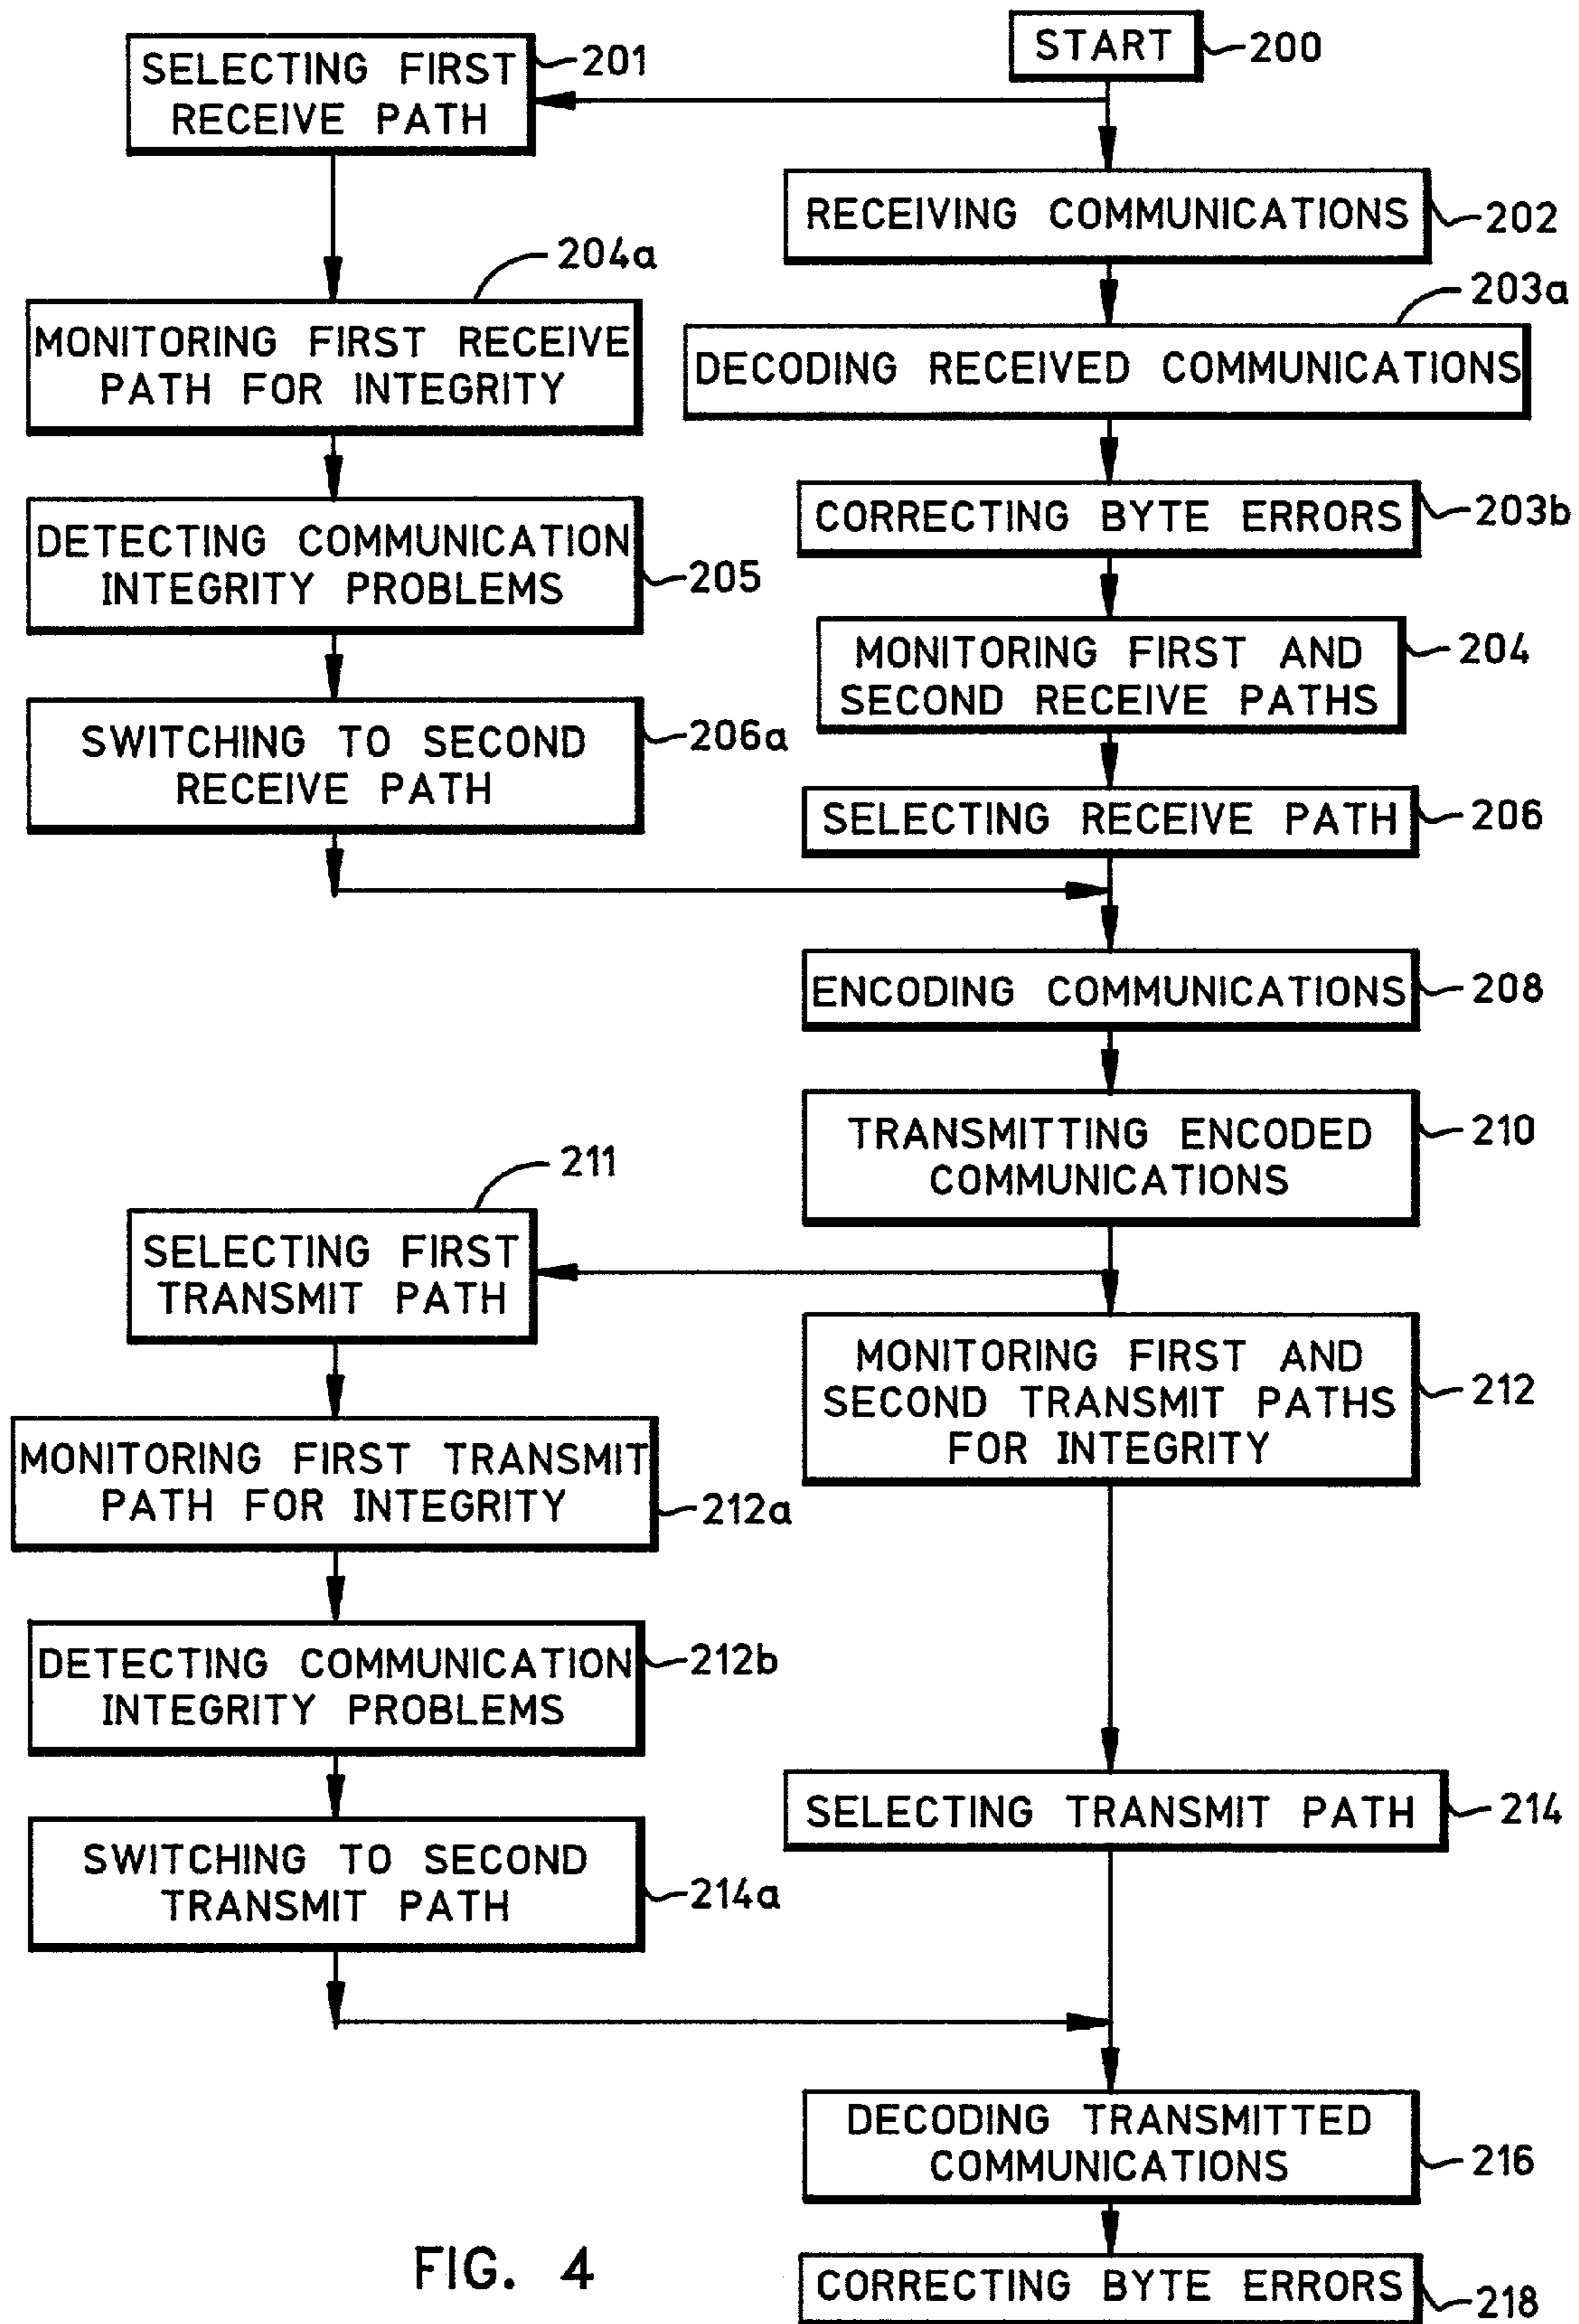 START
200
SELECTING FIRST
RECEIVE PATH
201
RECEIVING COMMUNICATIONS
202
204a
MONITORING FIRST RECEIVE
PATH FOR INTEGRITY
203a
DECODING RECEIVED COMMUNICATIONS
DETECTING COMMUNICATION
INTEGRITY PROBLEMS
205
CORRECTING BYTE ERRORS
203b
MONITORING FIRST AND
SECOND RECEIVE PATHS
204
SWITCHING TO SECOND
RECEIVE PATH
206a
SELECTING RECEIVE PATH
206
ENCODING COMMUNICATIONS
208
TRANSMITTING ENCODED
COMMUNICATIONS
210
211
SELECTING FIRST
TRANSMIT PATH
MONITORING FIRST AND
SECOND TRANSMIT PATHS
FOR INTEGRITY
212
MONITORING FIRST TRANSMIT
PATH FOR INTEGRITY
212a
DETECTING COMMUNICATION
INTEGRITY PROBLEMS
212b
SELECTING TRANSMIT PATH
214
SWITCHING TO SECOND
TRANSMIT PATH
214a
DECODING TRANSMITTED
COMMUNICATIONS
216
CORRECTING BYTE ERRORS
218
FIG. 4